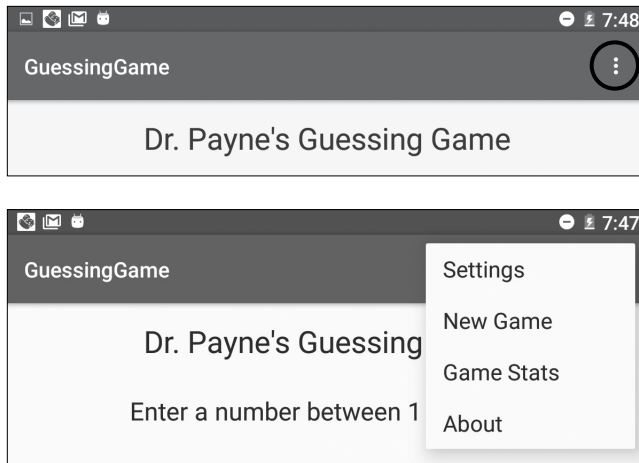 7:48
GuessingGame
Dr. Payne's Guessing Game
7:47
GuessingGame
Settings
New Game
Dr. Payne's Guessing
Game Stats
Enter a number between 1
About